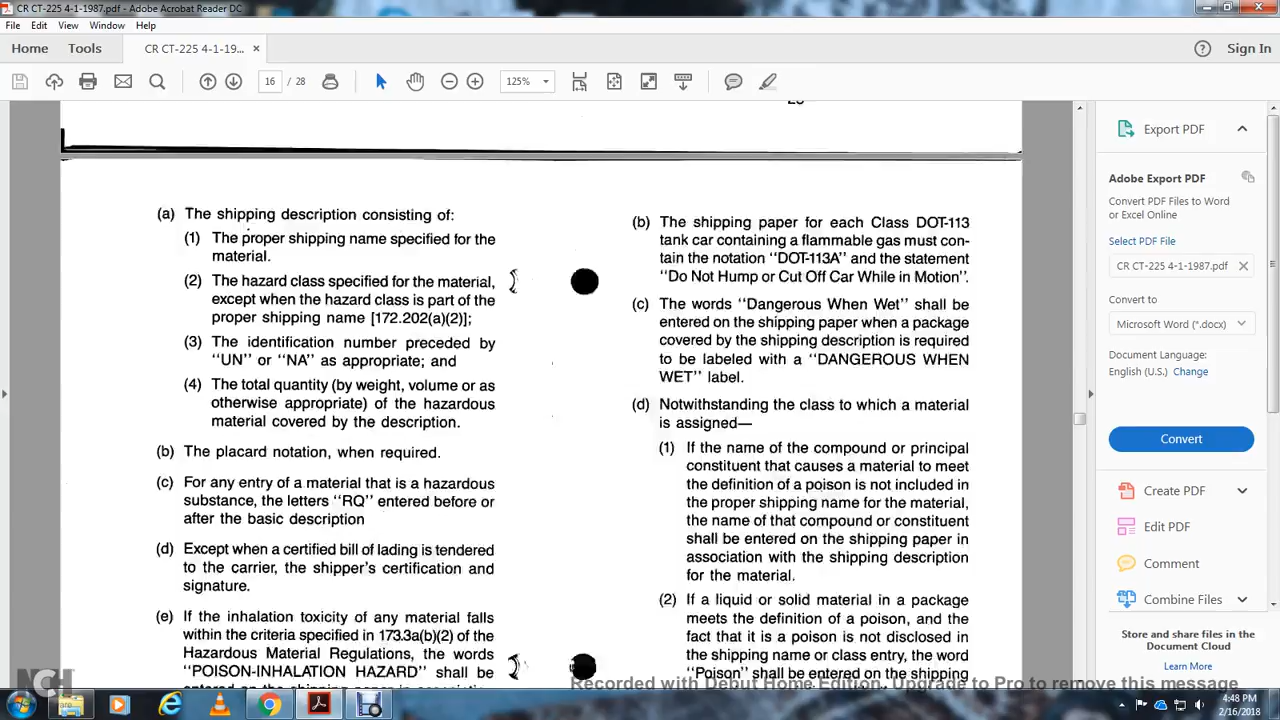 CR CT-225 4-1-1987.pdf - Adobe Acrobat Reader DC
File Edit View Window Help
Home Tools CR CT-225 4-1-19... × Sign In
16 / 28 125%
(a) The shipping description consisting of:
(1) The proper shipping name specified for the
material.
(2) The hazard class specified for the material,
except when the hazard class is part of the
proper shipping name [172.202(a)(2)];
(3) The identification number preceded by
''UN'' or ''NA'' as appropriate; and
(4) The total quantity (by weight, volume or as
otherwise appropriate) of the hazardous
material covered by the description.
(b) The placard notation, when required.
(c) For any entry of a material that is a hazardous
substance, the letters ''RQ'' entered before or
after the basic description
(d) Except when a certified bill of lading is tendered
to the carrier, the shipper's certification and
signature.
(e) If the inhalation toxicity of any material falls
within the criteria specified in 173.3a(b)(2) of the
Hazardous Material Regulations, the words
''POISON-INHALATION HAZARD'' shall be
(b) The shipping paper for each Class DOT-113
tank car containing a flammable gas must con-
tain the notation ''DOT-113A'' and the statement
''Do Not Hump or Cut Off Car While in Motion''.
(c) The words ''Dangerous When Wet'' shall be
entered on the shipping paper when a package
covered by the shipping description is required
to be labeled with a ''DANGEROUS WHEN
WET'' label.
(d) Notwithstanding the class to which a material
is assigned—
(1) If the name of the compound or principal
constituent that causes a material to meet
the definition of a poison is not included in
the proper shipping name for the material,
the name of that compound or constituent
shall be entered on the shipping paper in
association with the shipping description
for the material.
(2) If a liquid or solid material in a package
meets the definition of a poison, and the
fact that it is a poison is not disclosed in
the shipping name or class entry, the word
''Poison'' shall be entered on the shipping
Export PDF
Adobe Export PDF
Convert PDF Files to Word
or Excel Online
Select PDF File
CR CT-225 4-1-1987.pdf ×
Convert to
Microsoft Word (*.docx)
Document Language:
English (U.S.) Change
Convert
Create PDF
Edit PDF
Comment
Combine Files
Store and share files in the
Document Cloud
Learn More
NCH
Recorded with Debut Home Edition. Upgrade to Pro to remove this message
4:48 PM
2/16/2018